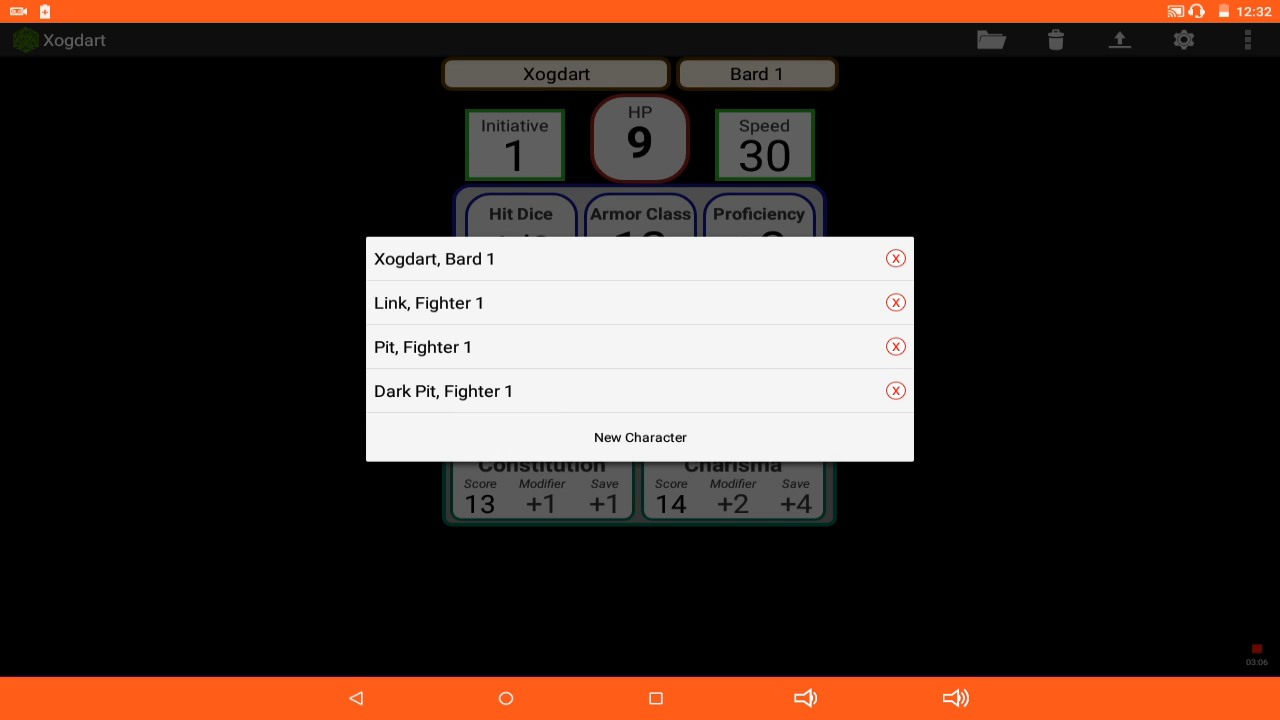 12:32
Xogdart
Xogdart
Bard 1
Initiative
1
HP
9
Speed
30
Hit Dice
Armor Class
Proficiency
Xogdart, Bard 1
X
Link, Fighter 1
X
Pit, Fighter 1
X
Dark Pit, Fighter 1
X
New Character
Constitution
Charisma
Score Modifier Save
Score Modifier Save
13 +1 +1
14 +2 +4
03:06